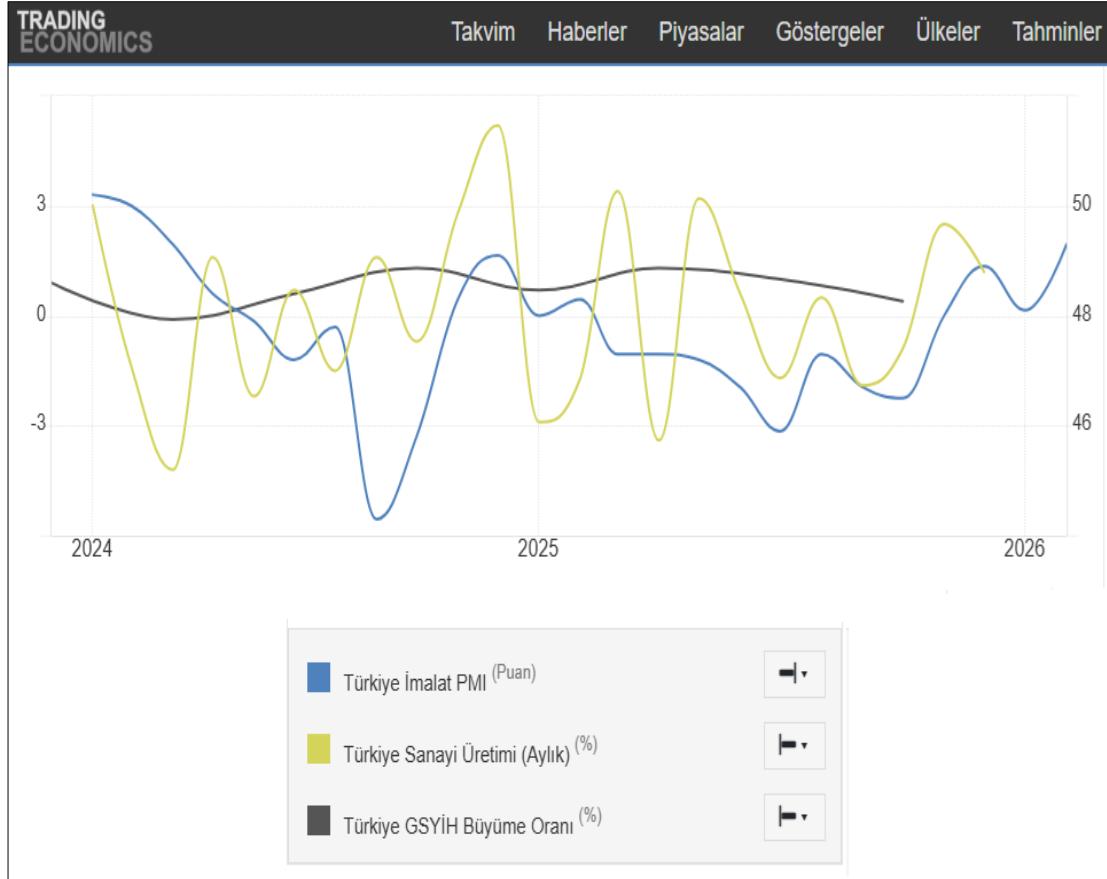 TRADING
ECONOMICS
Takvim Haberler Piyasalar Göstergeler Ülkeler Tahminler
3
0
-3
50
48
46
2024 2025 2026
Türkiye İmalat PMI (Puan)
Türkiye Sanayi Üretimi (Aylık) (%)
Türkiye GSYİH Büyüme Oranı (%)